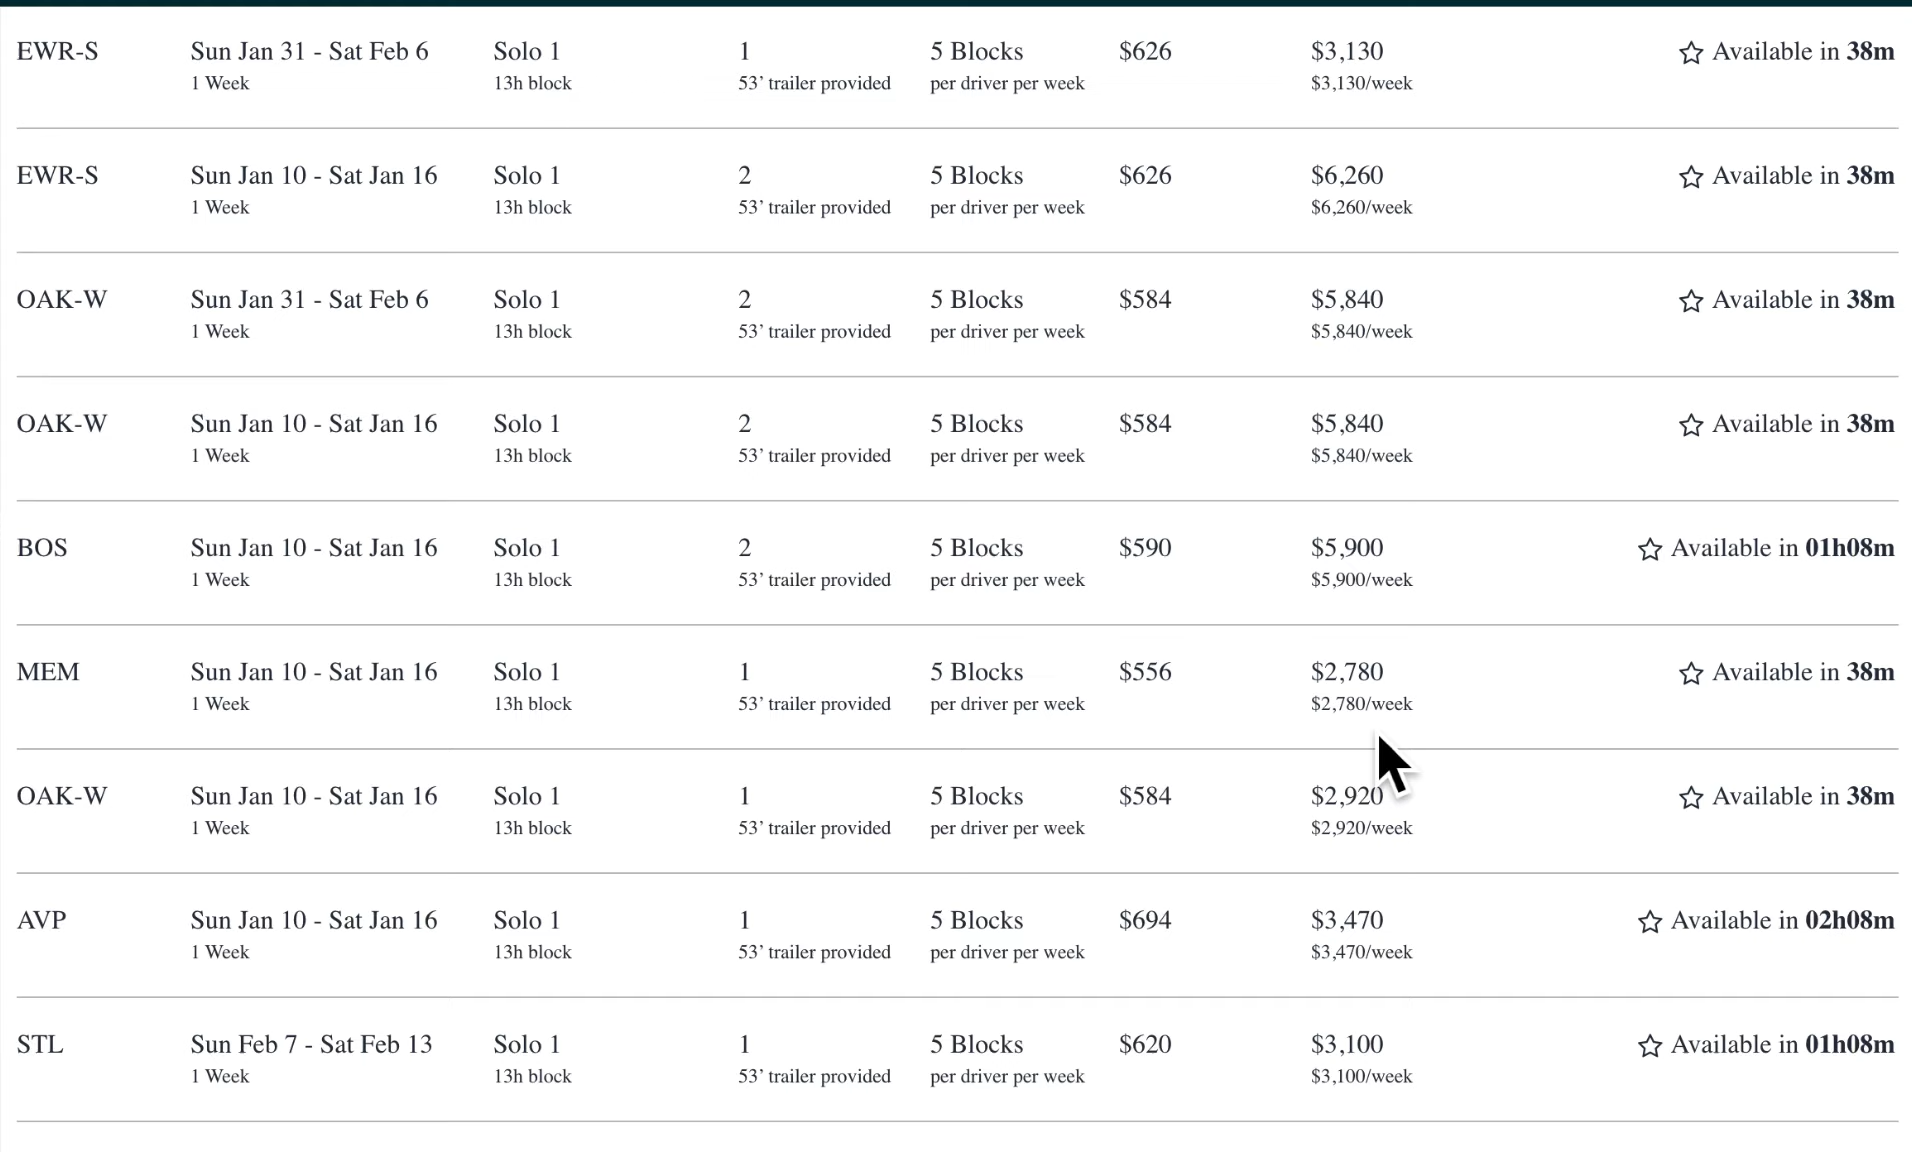 EWR-S Sun Jan 31 - Sat Feb 6 Solo 1 1 5 Blocks $626 $3,130 Available in 38m
1 Week 13h block 53’ trailer provided per driver per week $3,130/week
EWR-S Sun Jan 10 - Sat Jan 16 Solo 1 2 5 Blocks $626 $6,260 Available in 38m
1 Week 13h block 53’ trailer provided per driver per week $6,260/week
OAK-W Sun Jan 31 - Sat Feb 6 Solo 1 2 5 Blocks $584 $5,840 Available in 38m
1 Week 13h block 53’ trailer provided per driver per week $5,840/week
OAK-W Sun Jan 10 - Sat Jan 16 Solo 1 2 5 Blocks $584 $5,840 Available in 38m
1 Week 13h block 53’ trailer provided per driver per week $5,840/week
BOS Sun Jan 10 - Sat Jan 16 Solo 1 2 5 Blocks $590 $5,900 Available in 01h08m
1 Week 13h block 53’ trailer provided per driver per week $5,900/week
MEM Sun Jan 10 - Sat Jan 16 Solo 1 1 5 Blocks $556 $2,780 Available in 38m
1 Week 13h block 53’ trailer provided per driver per week $2,780/week
OAK-W Sun Jan 10 - Sat Jan 16 Solo 1 1 5 Blocks $584 $2,920 Available in 38m
1 Week 13h block 53’ trailer provided per driver per week $2,920/week
AVP Sun Jan 10 - Sat Jan 16 Solo 1 1 5 Blocks $694 $3,470 Available in 02h08m
1 Week 13h block 53’ trailer provided per driver per week $3,470/week
STL Sun Feb 7 - Sat Feb 13 Solo 1 1 5 Blocks $620 $3,100 Available in 01h08m
1 Week 13h block 53’ trailer provided per driver per week $3,100/week